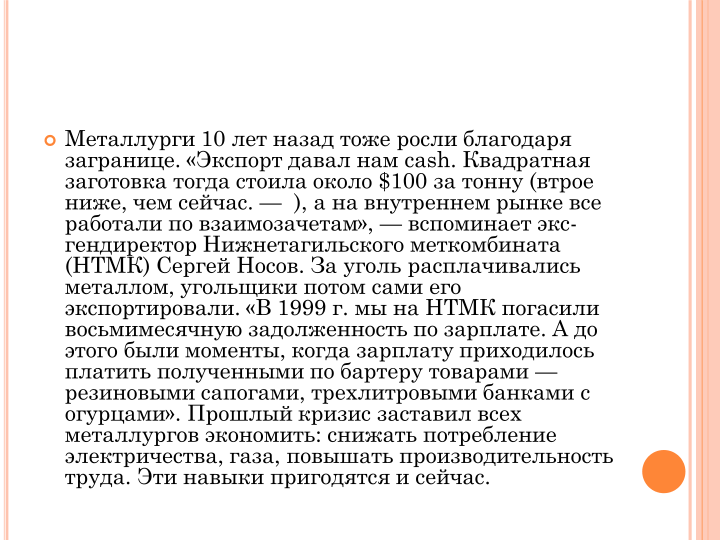 Металлурги 10 лет назад тоже росли благодаря
загранице. «Экспорт давал нам cash. Квадратная
заготовка тогда стоила около $100 за тонну (втрое
ниже, чем сейчас. —  ), а на внутреннем рынке все
работали по взаимозачетам», — вспоминает экс-
гендиректор Нижнетагильского меткомбината
(НТМК) Сергей Носов. За уголь расплачивались
металлом, угольщики потом сами его
экспортировали. «В 1999 г. мы на НТМК погасили
восьмимесячную задолженность по зарплате. А до
этого были моменты, когда зарплату приходилось
платить полученными по бартеру товарами —
резиновыми сапогами, трехлитровыми банками с
огурцами». Прошлый кризис заставил всех
металлургов экономить: снижать потребление
электричества, газа, повышать производительность
труда. Эти навыки пригодятся и сейчас.